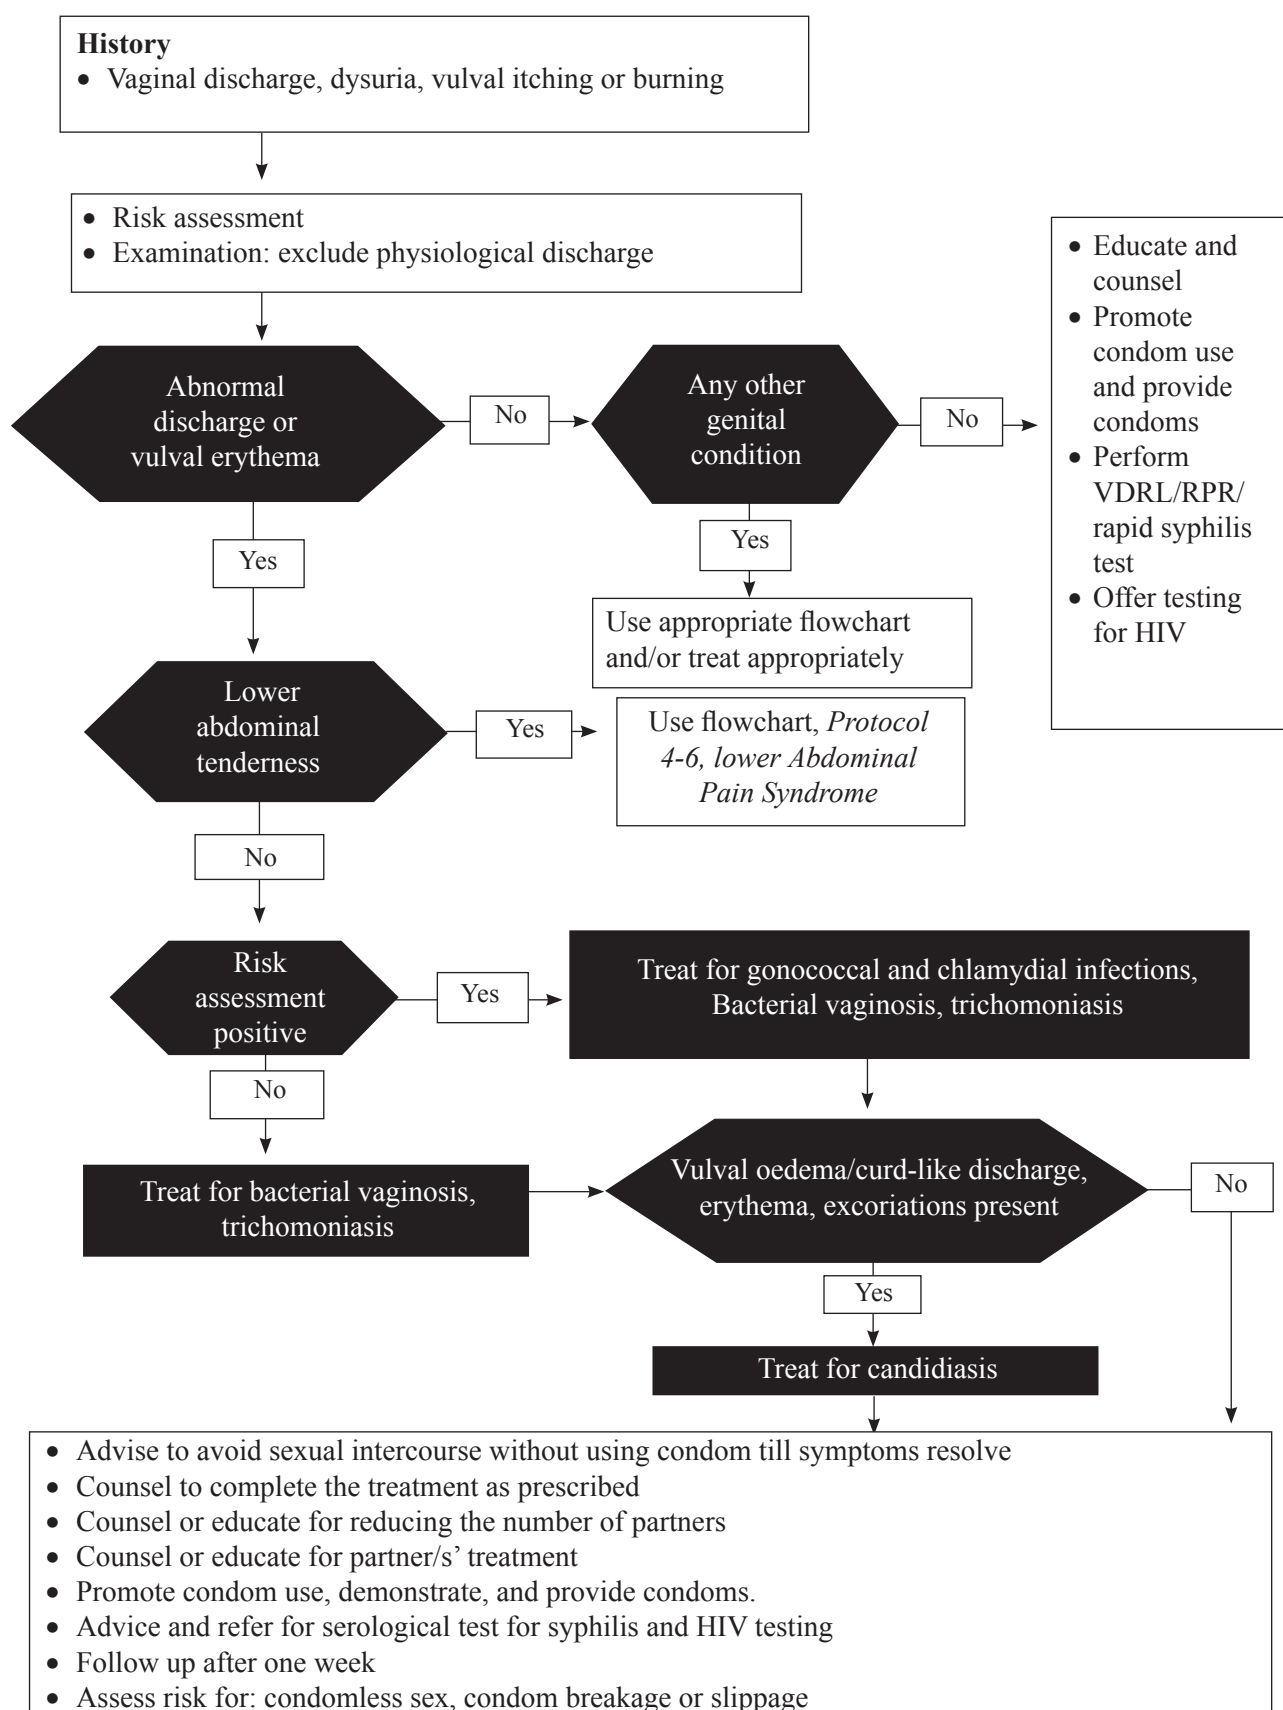 History
• Vaginal discharge, dysuria, vulval itching or burning
• Risk assessment
• Examination: exclude physiological discharge
Abnormal
discharge or
vulval erythema
No
Any other
genital
condition
No
• Educate and
counsel
• Promote
condom use
and provide
condoms
• Perform
VDRL/RPR/
rapid syphilis
test
• Offer testing
for HIV
Yes
Yes
Use appropriate flowchart
and/or treat appropriately
Lower
abdominal
tenderness
Yes
Use flowchart, Protocol
4-6, lower Abdominal
Pain Syndrome
No
Risk
assessment
positive
Yes
Treat for gonococcal and chlamydial infections,
Bacterial vaginosis, trichomoniasis
No
Treat for bacterial vaginosis,
trichomoniasis
Vulval oedema/curd-like discharge,
erythema, excoriations present
No
Yes
Treat for candidiasis
• Advise to avoid sexual intercourse without using condom till symptoms resolve
• Counsel to complete the treatment as prescribed
• Counsel or educate for reducing the number of partners
• Counsel or educate for partner/s’ treatment
• Promote condom use, demonstrate, and provide condoms.
• Advice and refer for serological test for syphilis and HIV testing
• Follow up after one week
• Assess risk for: condomless sex, condom breakage or slippage